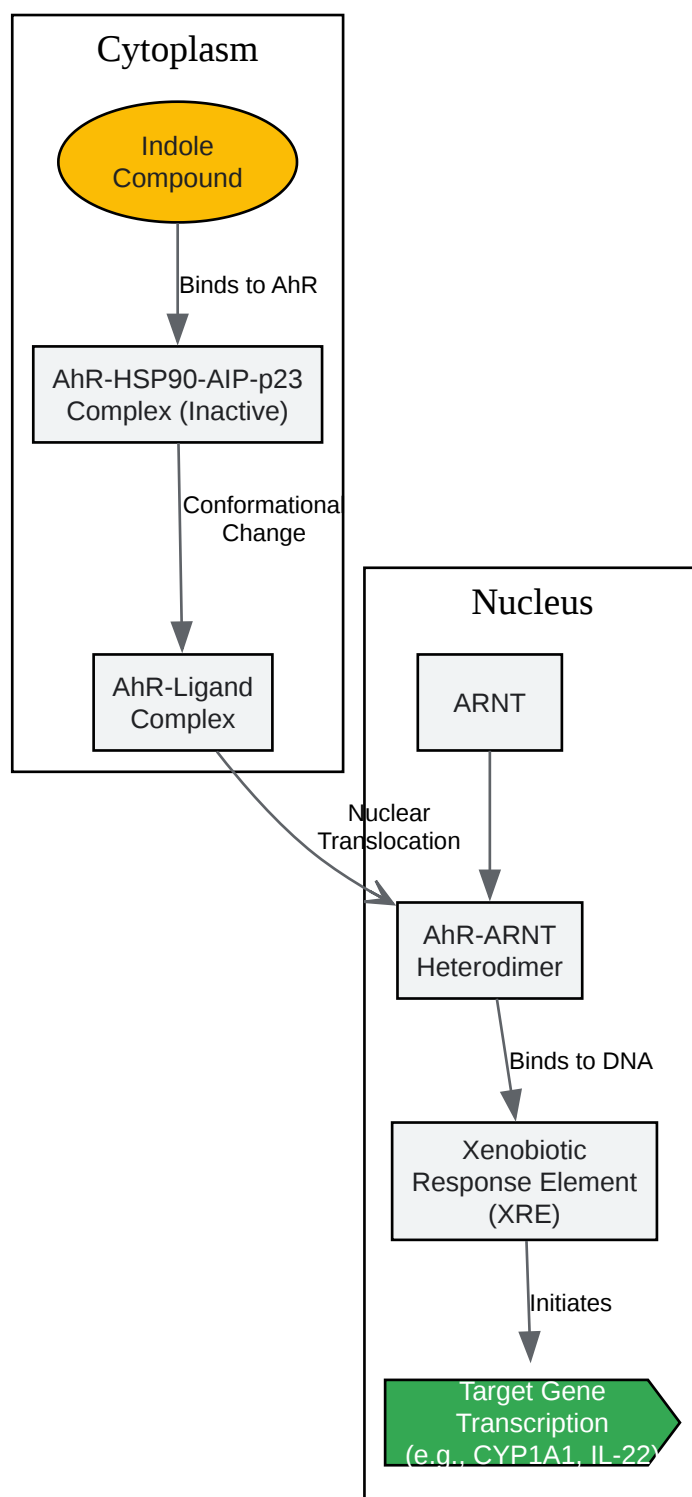 Cytoplasm
Indole
Compound
Binds to AhR
AhR-HSP90-AIP-p23
Complex (Inactive)
Conformational
Change
AhR-Ligand
Complex
Nuclear
Translocation
Nucleus
ARNT
AhR-ARNT
Heterodimer
Binds to DNA
Xenobiotic
Response Element
(XRE)
Initiates
Target Gene
Transcription
(e.g., CYP1A1, IL-22)